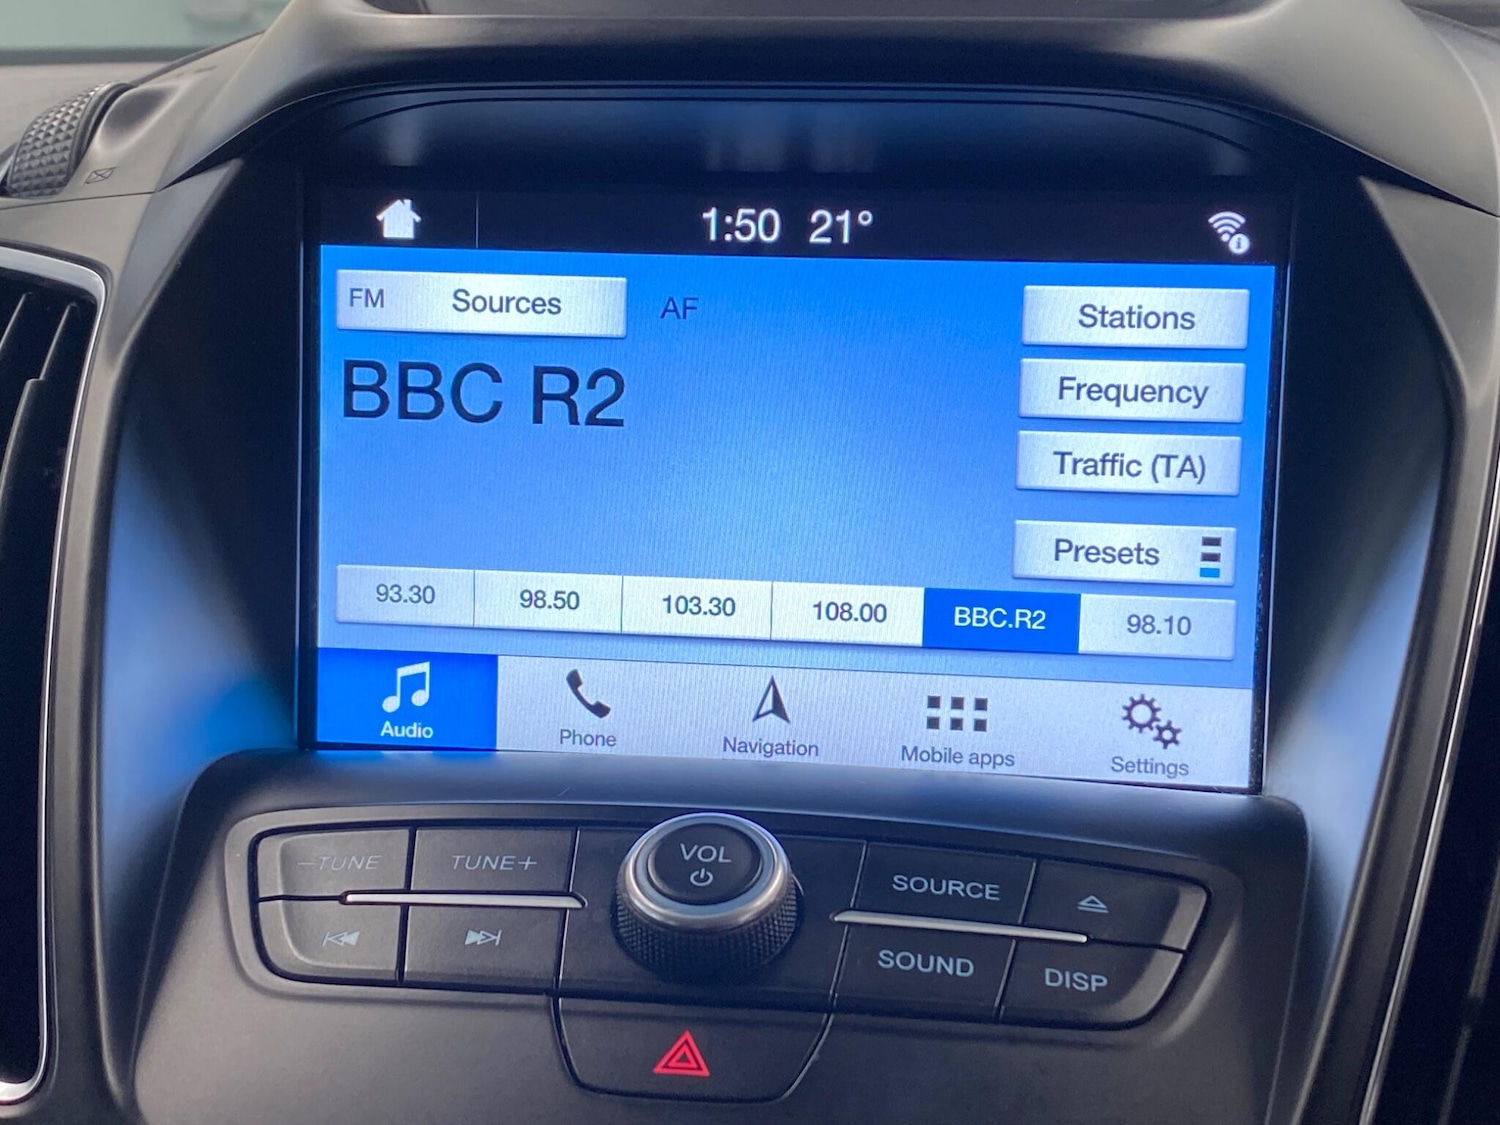 1:50 21°
FM Sources AF
Stations
BBC R2
Frequency
Traffic (TA)
Presets
93.30 98.50 103.30 108.00 BBC.R2 98.10
Audio Phone Navigation Mobile apps Settings
–TUNE TUNE+ VOL SOURCE
SOUND DISP